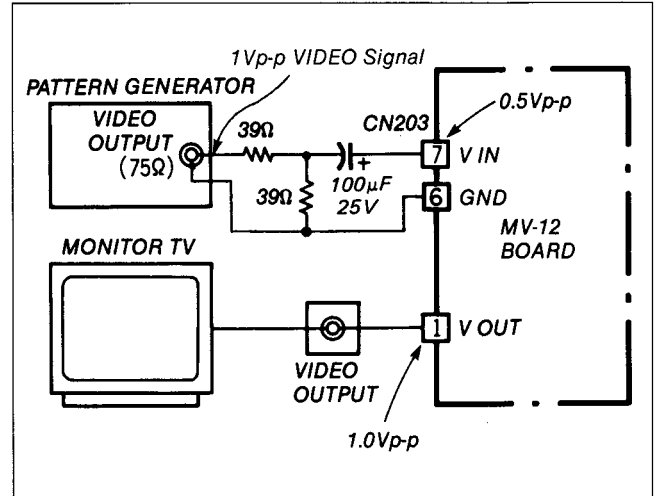 1Vp-p VIDEO Signal
PATTERN GENERATOR
VIDEO
OUTPUT
(75Ω)
39Ω
39Ω
100μF
25V
+
CN203
0.5Vp-p
7 V IN
6 GND
MV-12
BOARD
MONITOR TV
VIDEO
OUTPUT
1 V OUT
1.0Vp-p